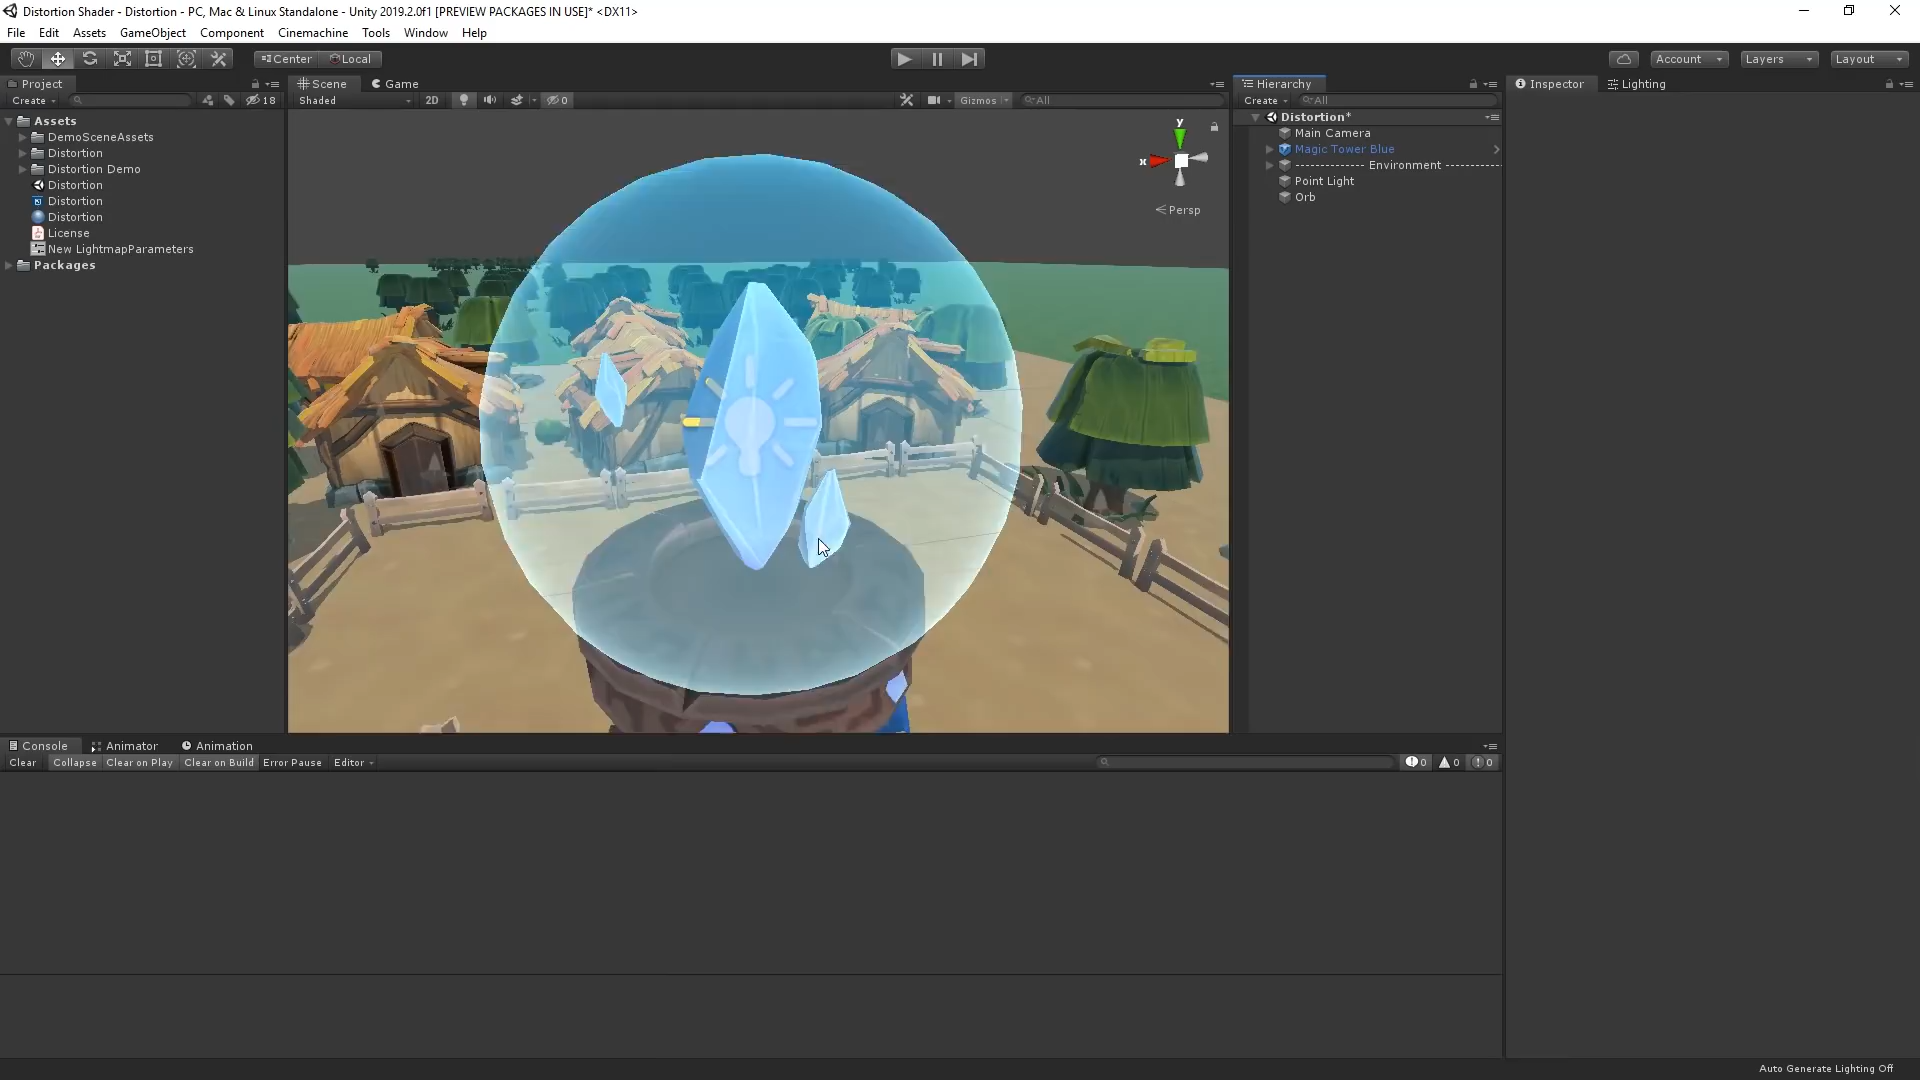 Distortion Shader - Distortion - PC, Mac & Linux Standalone - Unity 2019.2.0f1 [PREVIEW PACKAGES IN USE]* <DX11>
File Edit Assets GameObject Component Cinemachine Tools Window Help
Center Local Account Layers Layout
Project
Create
18
Assets
DemoSceneAssets
Distortion
Distortion Demo
Distortion
Distortion
Distortion
License
New LightmapParameters
Packages
Scene Game
Shaded 2D 0 Gizmos All
y
x
Persp
Hierarchy
Create All
Distortion*
Main Camera
Magic Tower Blue
-------------- Environment -----------
Point Light
Orb
Inspector Lighting
Console Animator Animation
Clear Collapse Clear on Play Clear on Build Error Pause Editor 0 0 0
Auto Generate Lighting Off